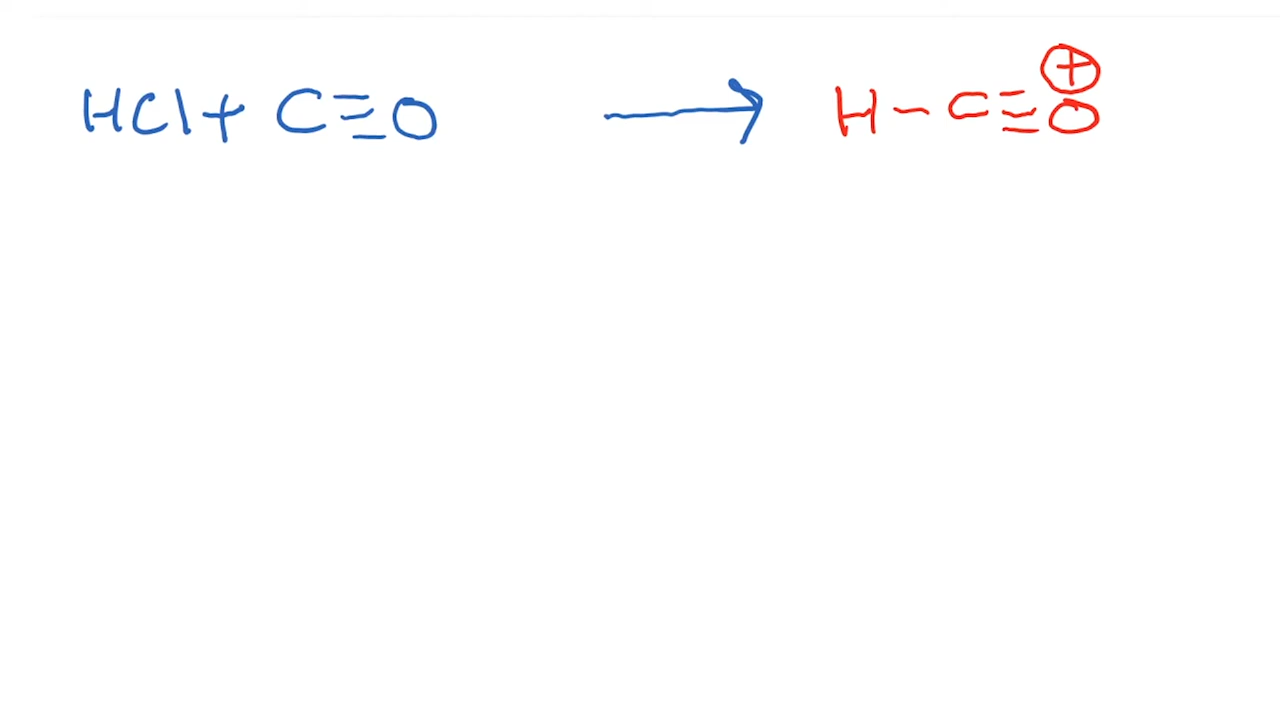 HCl + C≡O → H-C≡O⊕